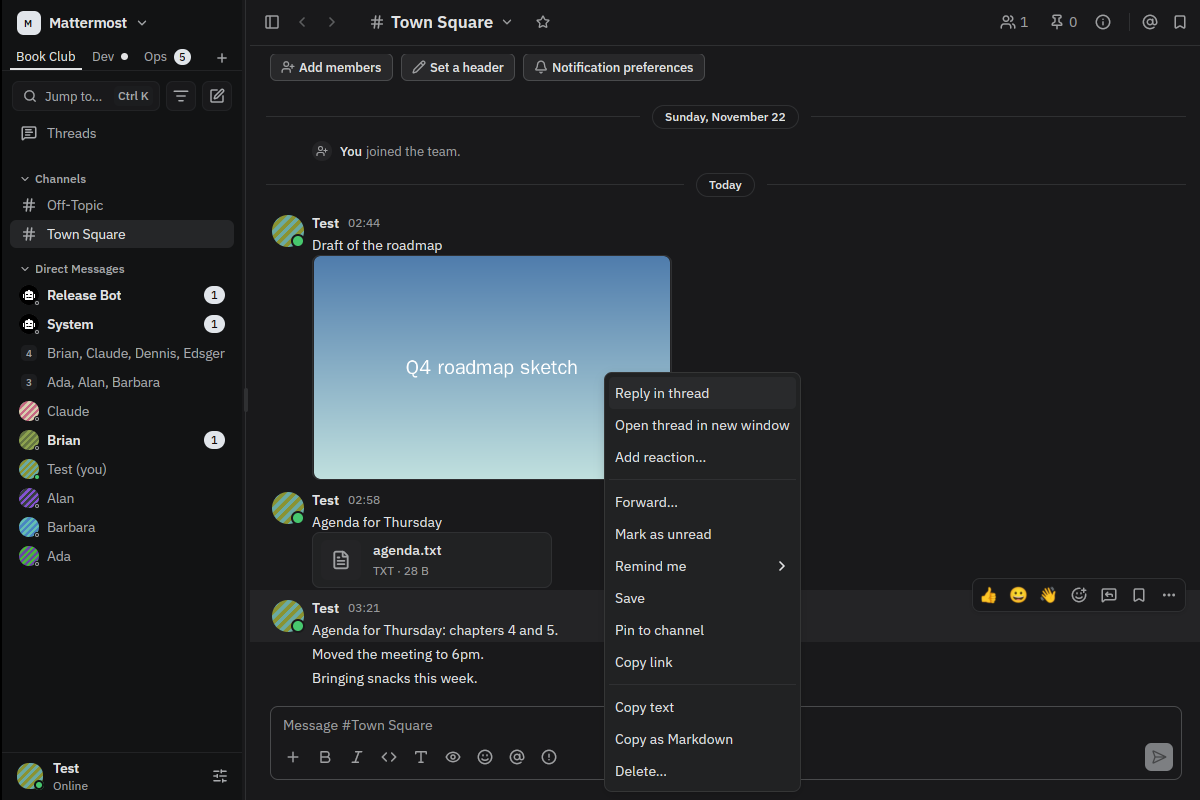 M Mattermost
Book Club Dev Ops 5
Jump to... Ctrl K
Threads
Channels
Off-Topic
Town Square
Direct Messages
Release Bot 1
System 1
4 Brian, Claude, Dennis, Edsger
3 Ada, Alan, Barbara
Claude
Brian 1
Test (you)
Alan
Barbara
Ada
Test
Online
# Town Square
1
0
Add members Set a header Notification preferences
Sunday, November 22
You joined the team.
Today
Test 02:44
Draft of the roadmap
Q4 roadmap sketch
Test 02:58
Agenda for Thursday
agenda.txt
TXT · 28 B
Test 03:21
Agenda for Thursday: chapters 4 and 5.
Moved the meeting to 6pm.
Bringing snacks this week.
Message #Town Square
Reply in thread
Open thread in new window
Add reaction...
Forward...
Mark as unread
Remind me
Save
Pin to channel
Copy link
Copy text
Copy as Markdown
Delete...